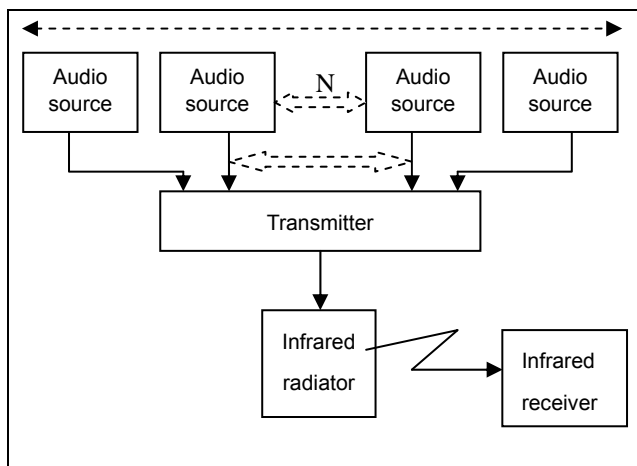 Audio
source
Audio
source
N
Audio
source
Audio
source
Transmitter
Infrared
radiator
Infrared
receiver